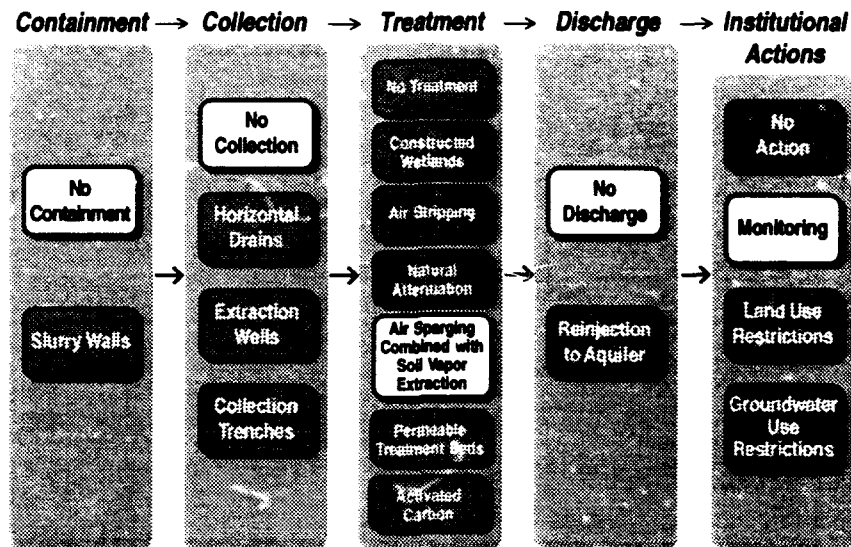 Containment → Collection → Treatment → Discharge → Institutional
Actions
No
Containment
Slurry Walls
No
Collection
Horizontal
Drains
Extraction
Wells
Collection
Trenches
No Treatment
Constructed
Wetlands
Air Stripping
Natural
Attenuation
Air Sparging
Combined with
Soil Vapor
Extraction
Permeable
Treatment Beds
Activated
Carbon
No
Discharge
Reinjection
to Aquifer
No
Action
Monitoring
Land Use
Restrictions
Groundwater
Use
Restrictions